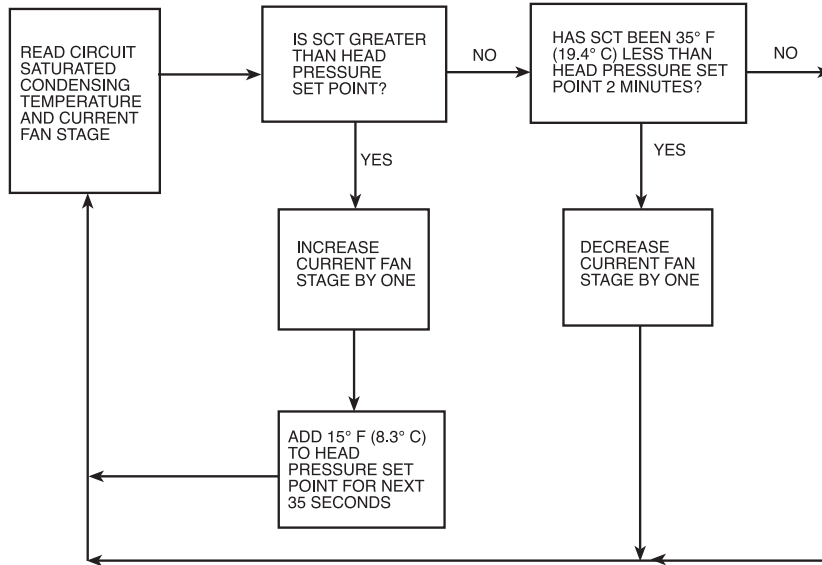 READ CIRCUIT
SATURATED
CONDENSING
TEMPERATURE
AND CURRENT
FAN STAGE
IS SCT GREATER
THAN HEAD
PRESSURE
SET POINT?
NO
HAS SCT BEEN 35° F
(19.4° C) LESS THAN
HEAD PRESSURE SET
POINT 2 MINUTES?
NO
YES
YES
INCREASE
CURRENT FAN
STAGE BY ONE
DECREASE
CURRENT FAN
STAGE BY ONE
ADD 15° F (8.3° C)
TO HEAD
PRESSURE SET
POINT FOR NEXT
35 SECONDS